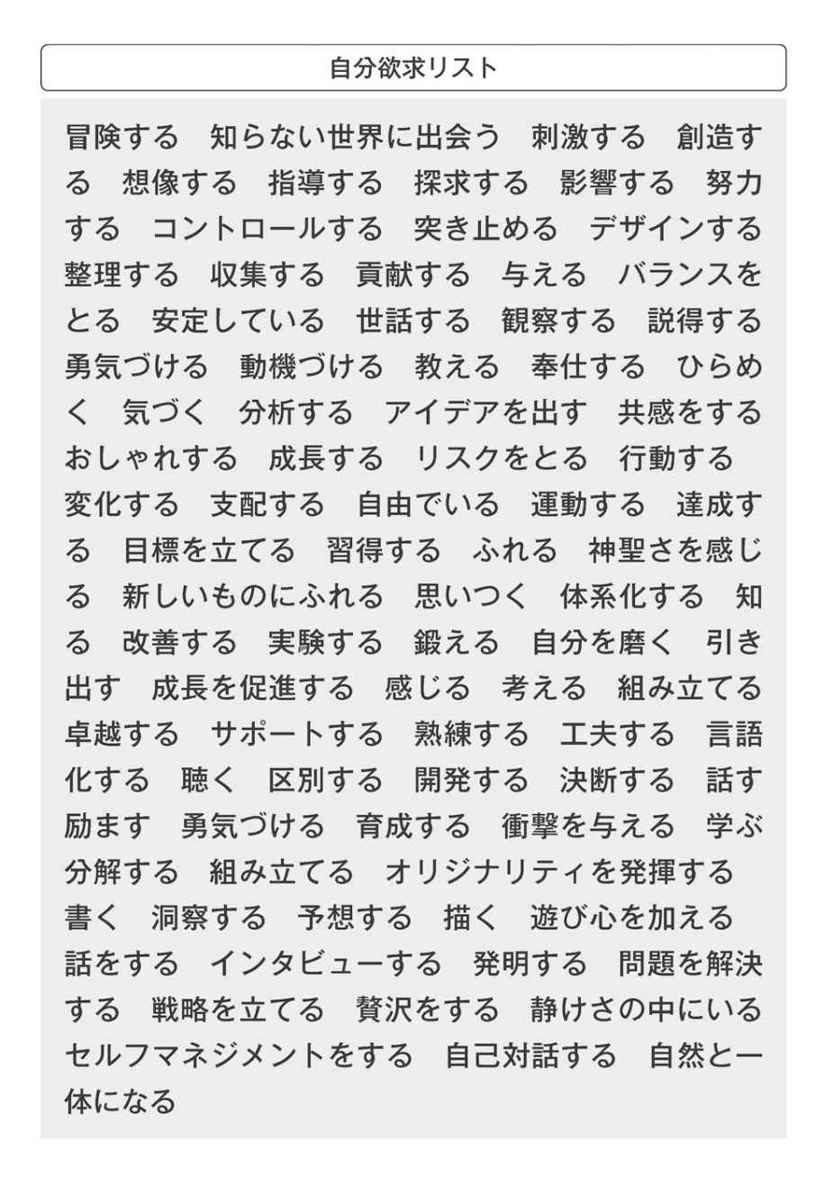 自分欲求リスト
冒険する　知らない世界に出会う　刺激する　創造す
る　想像する　指導する　探求する　影響する　努力
する　コントロールする　突き止める　デザインする
整理する　収集する　貢献する　与える　バランスを
とる　安定している　世話する　観察する　説得する
勇気づける　動機づける　教える　奉仕する　ひらめ
く　気づく　分析する　アイデアを出す　共感をする
おしゃれする　成長する　リスクをとる　行動する
変化する　支配する　自由でいる　運動する　達成す
る　目標を立てる　習得する　ふれる　神聖さを感じ
る　新しいものにふれる　思いつく　体系化する　知
る　改善する　実験する　鍛える　自分を磨く　引き
出す　成長を促進する　感じる　考える　組み立てる
卓越する　サポートする　熟練する　工夫する　言語
化する　聴く　区別する　開発する　決断する　話す
励ます　勇気づける　育成する　衝撃を与える　学ぶ
分解する　組み立てる　オリジナリティを発揮する
書く　洞察する　予想する　描く　遊び心を加える
話をする　インタビューする　発明する　問題を解決
する　戦略を立てる　贅沢をする　静けさの中にいる
セルフマネジメントをする　自己対話する　自然と一
体になる